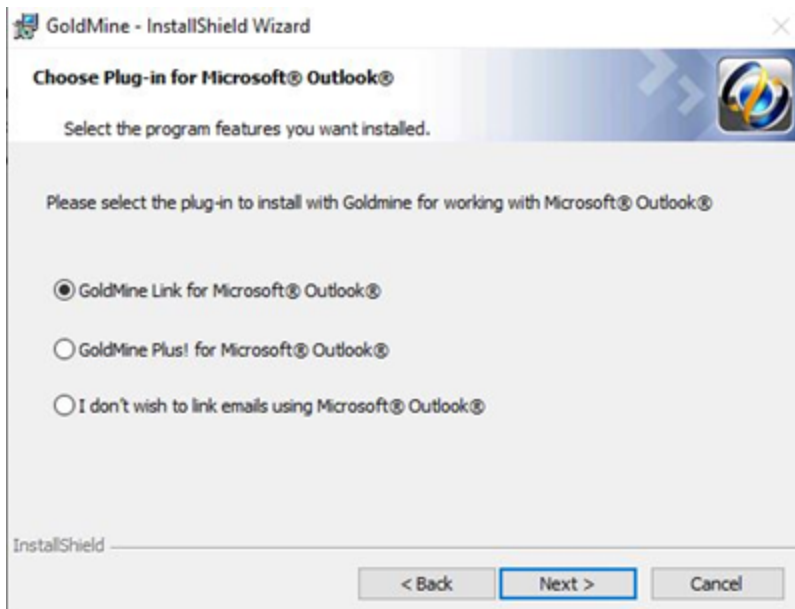 GoldMine - InstallShield Wizard
Choose Plug-in for Microsoft® Outlook®
Select the program features you want installed.
Please select the plug-in to install with Goldmine for working with Microsoft® Outlook®
GoldMine Link for Microsoft® Outlook®
GoldMine Plus! for Microsoft® Outlook®
I don't wish to link emails using Microsoft® Outlook®
InstallShield
< Back Next > Cancel